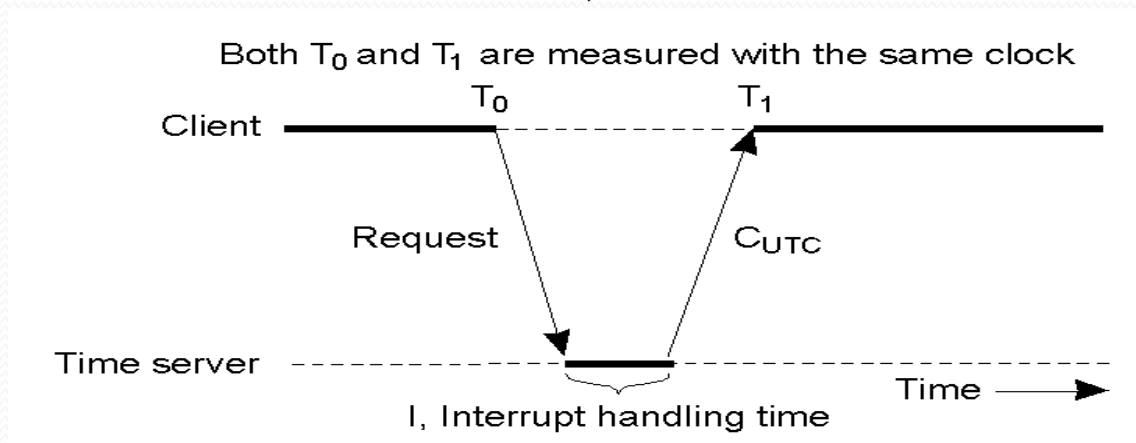 Both T₀ and T₁ are measured with the same clock
T₀ T₁
Client
Request C_UTC
Time server
Time
I, Interrupt handling time